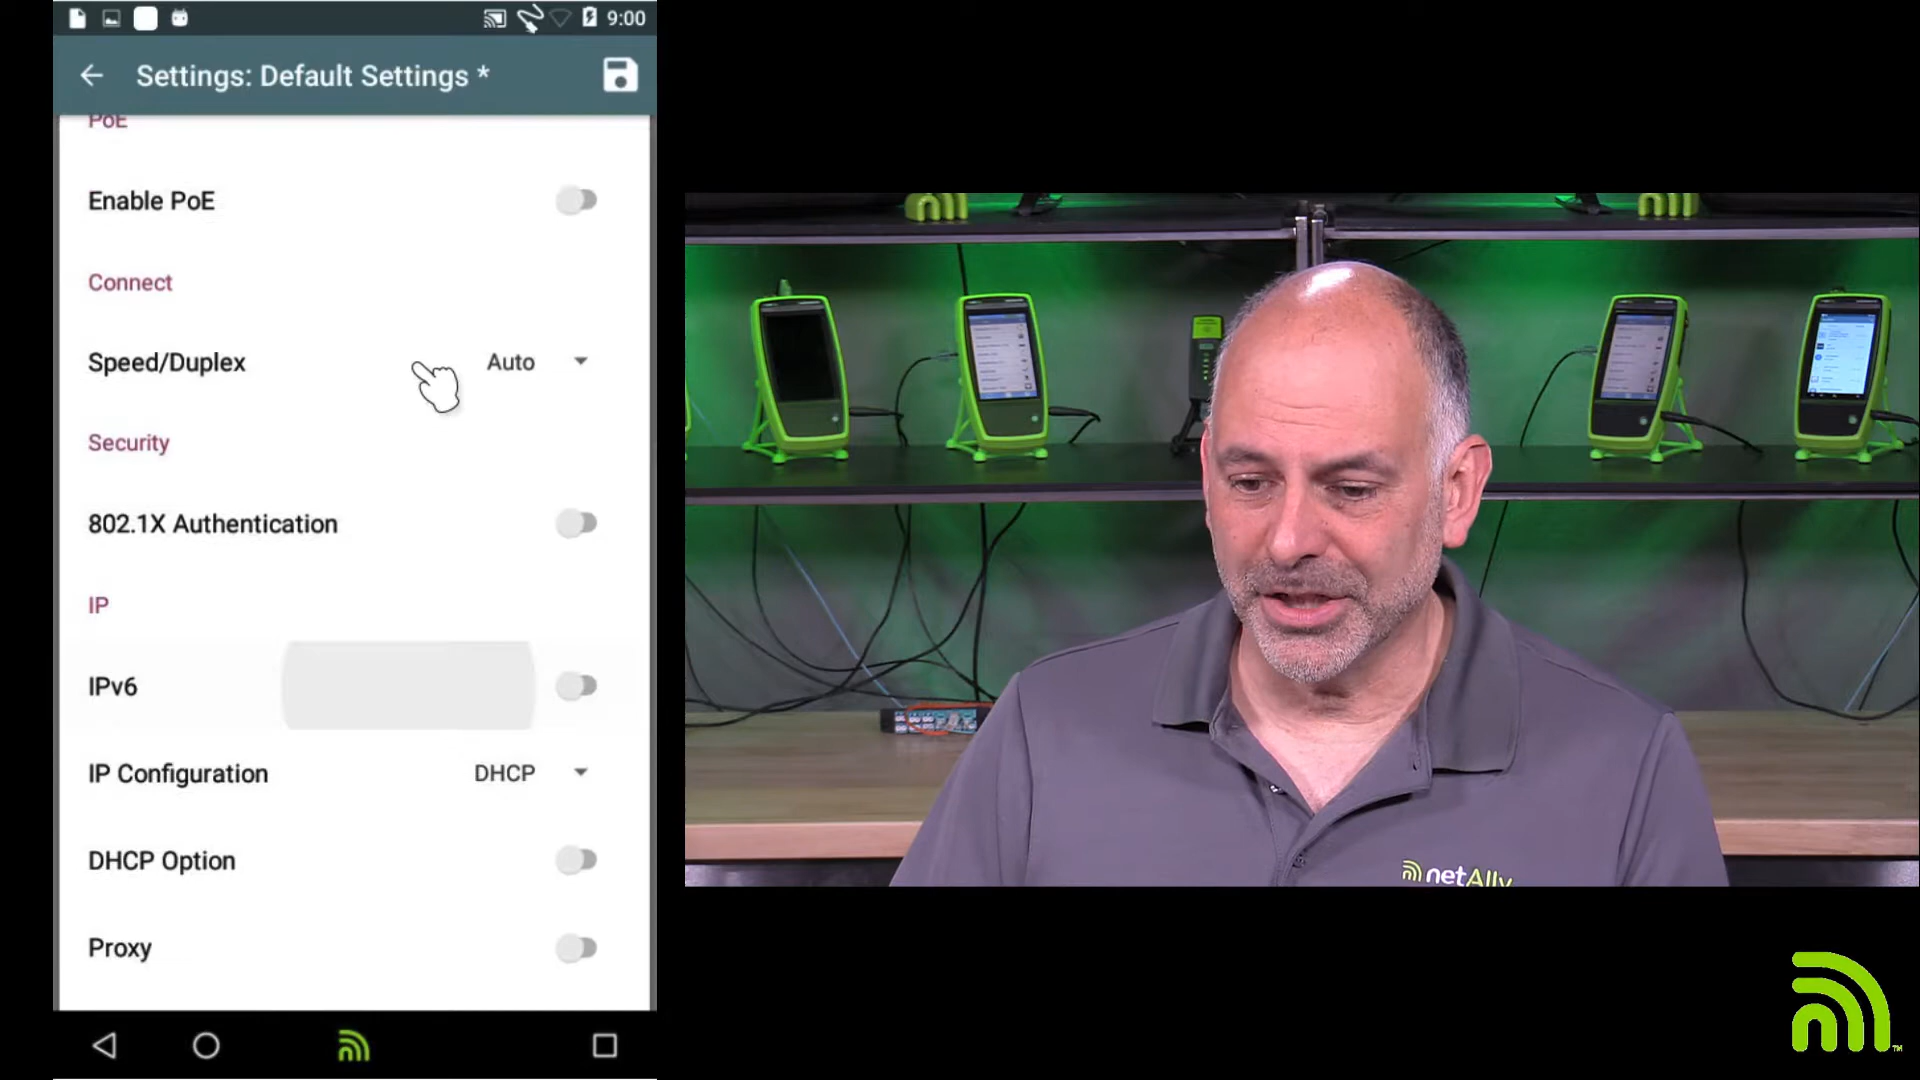 9:00
Settings: Default Settings *
PoE
Enable PoE
Connect
Speed/Duplex Auto
Security
802.1X Authentication
IP
IPv6
IP Configuration DHCP
DHCP Option
Proxy
netAlly
TM